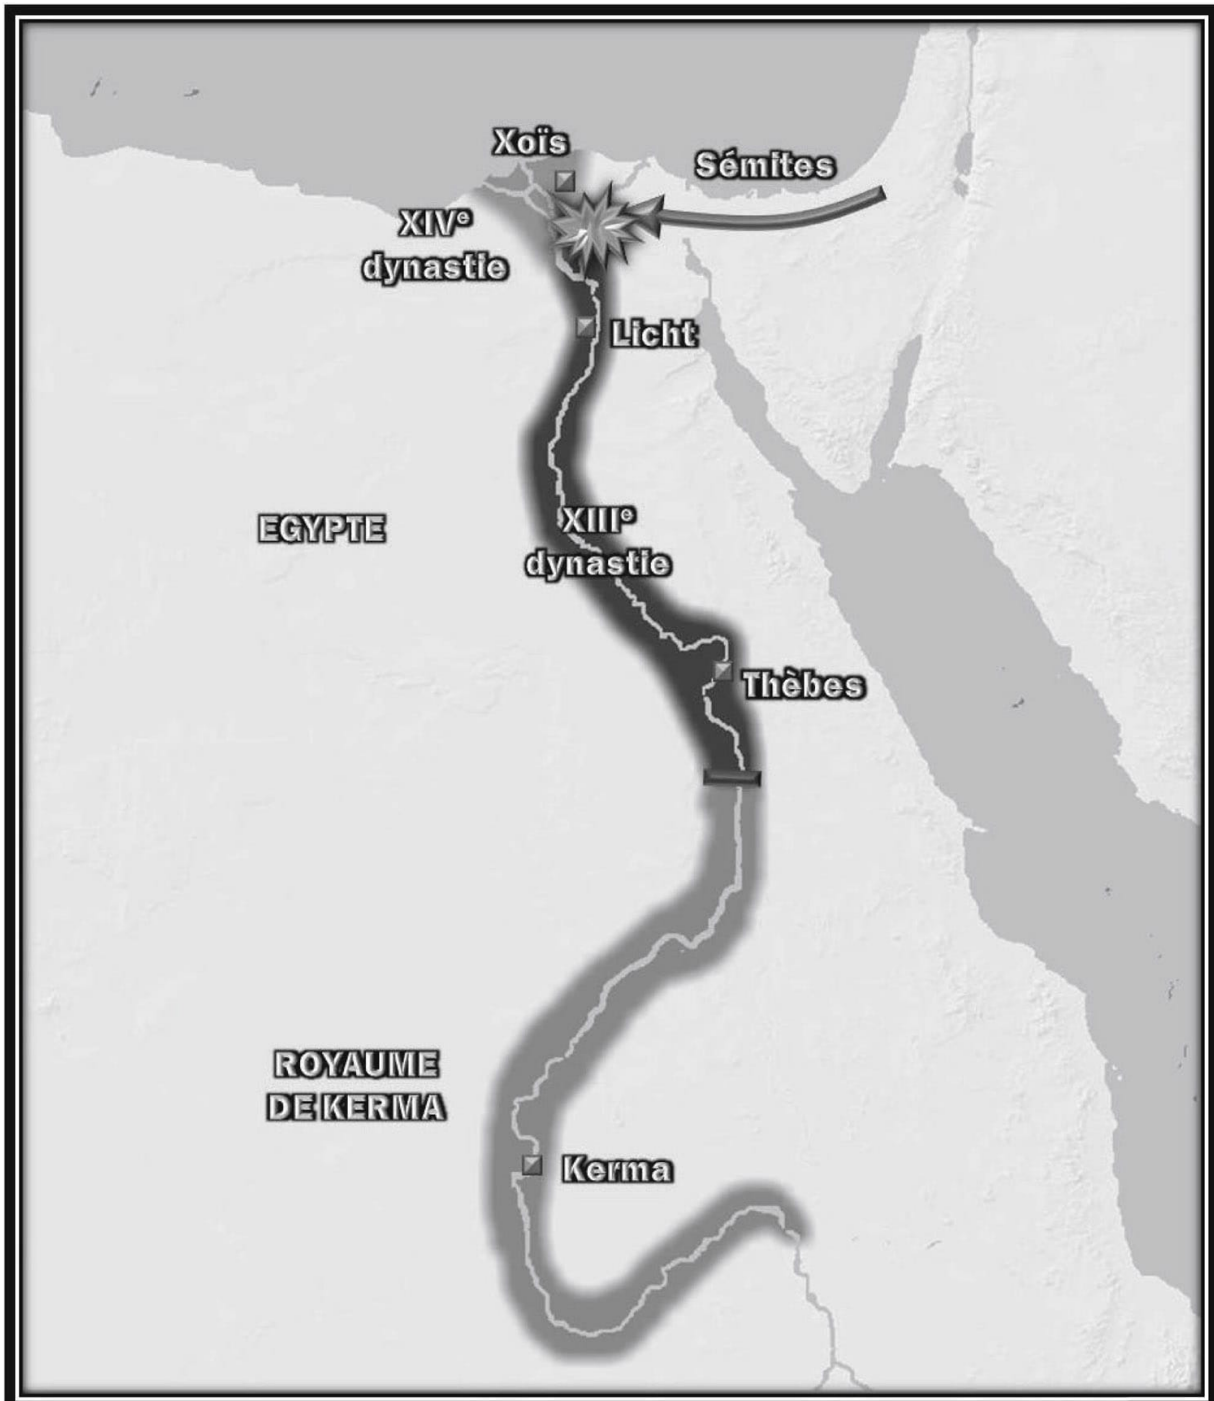 Xoïs
Sémites
XIVᵉ
dynastie
Licht
EGYPTE
XIIIᵉ
dynastie
Thèbes
ROYAUME
DE KERMA
Kerma